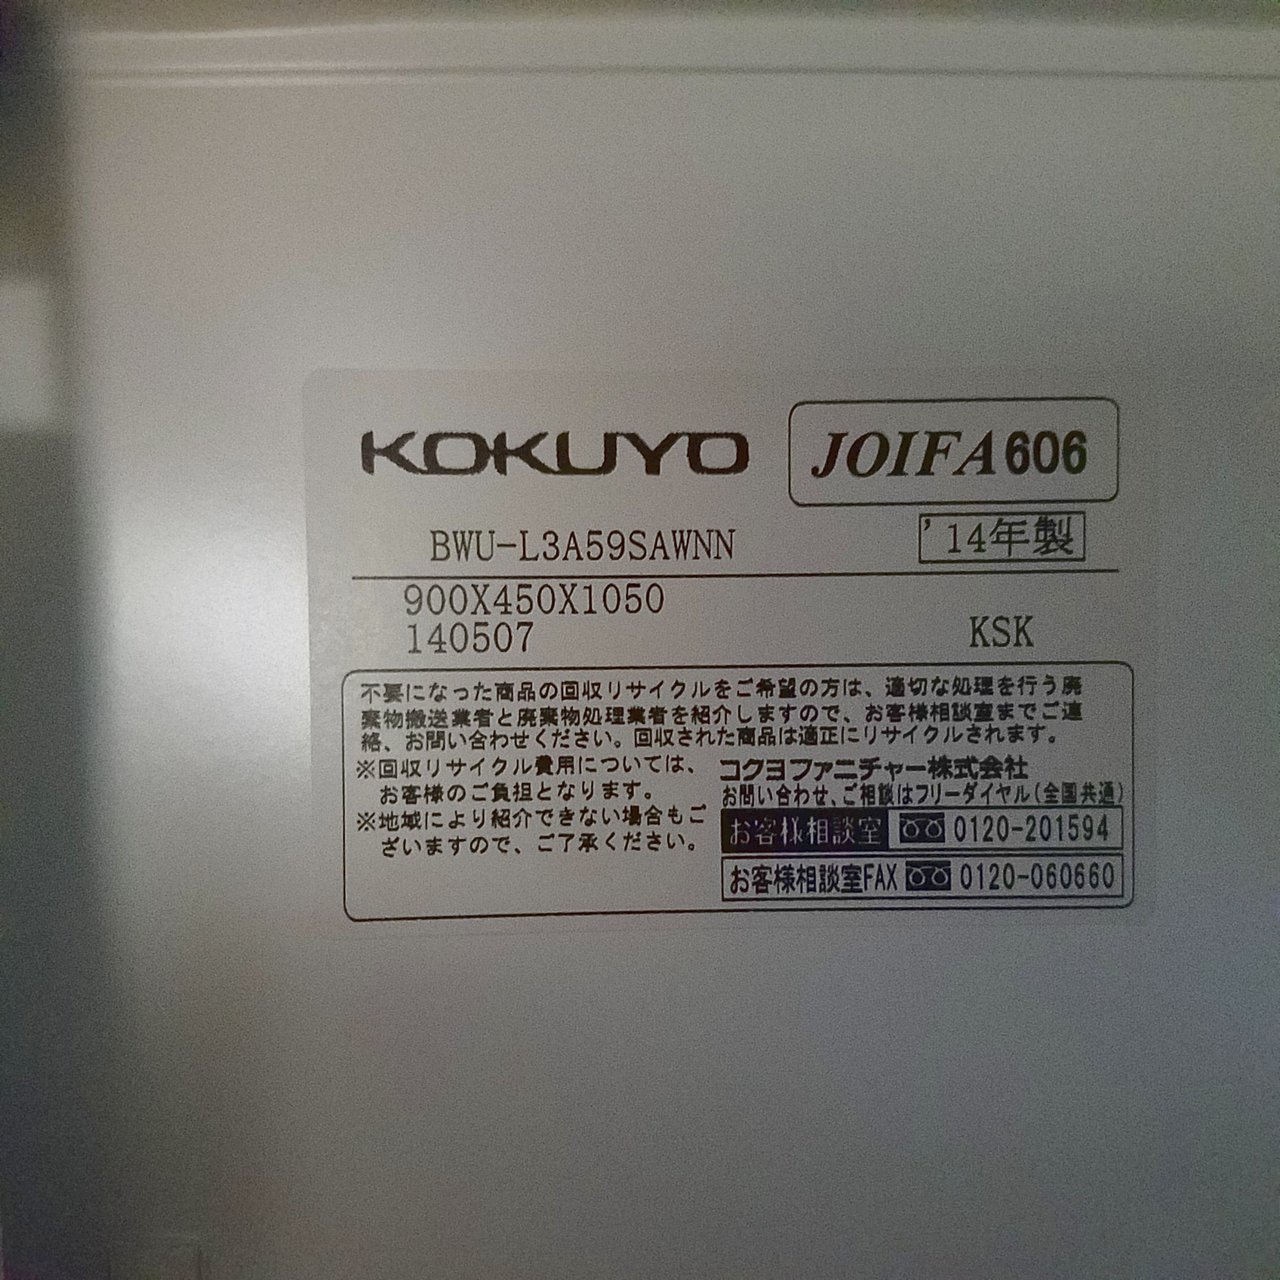 KOKUYO
JOIFA606
BWU-L3A59SAWNN
'14年製
900X450X1050
140507
KSK
不要になった商品の回収リサイクルをご希望の方は、適切な処理を行う廃
棄物搬送業者と廃棄物処理業者を紹介しますので、お客様相談室までご連
絡、お問い合わせください。回収された商品は適正にリサイクルされます。
※回収リサイクル費用については、
お客様のご負担となります。
※地域により紹介できない場合もご
ざいますので、ご了承ください。
コクヨファニチャー株式会社
お問い合わせ、ご相談はフリーダイヤル(全国共通)
お客様相談室 0120-201594
お客様相談室FAX 0120-060660